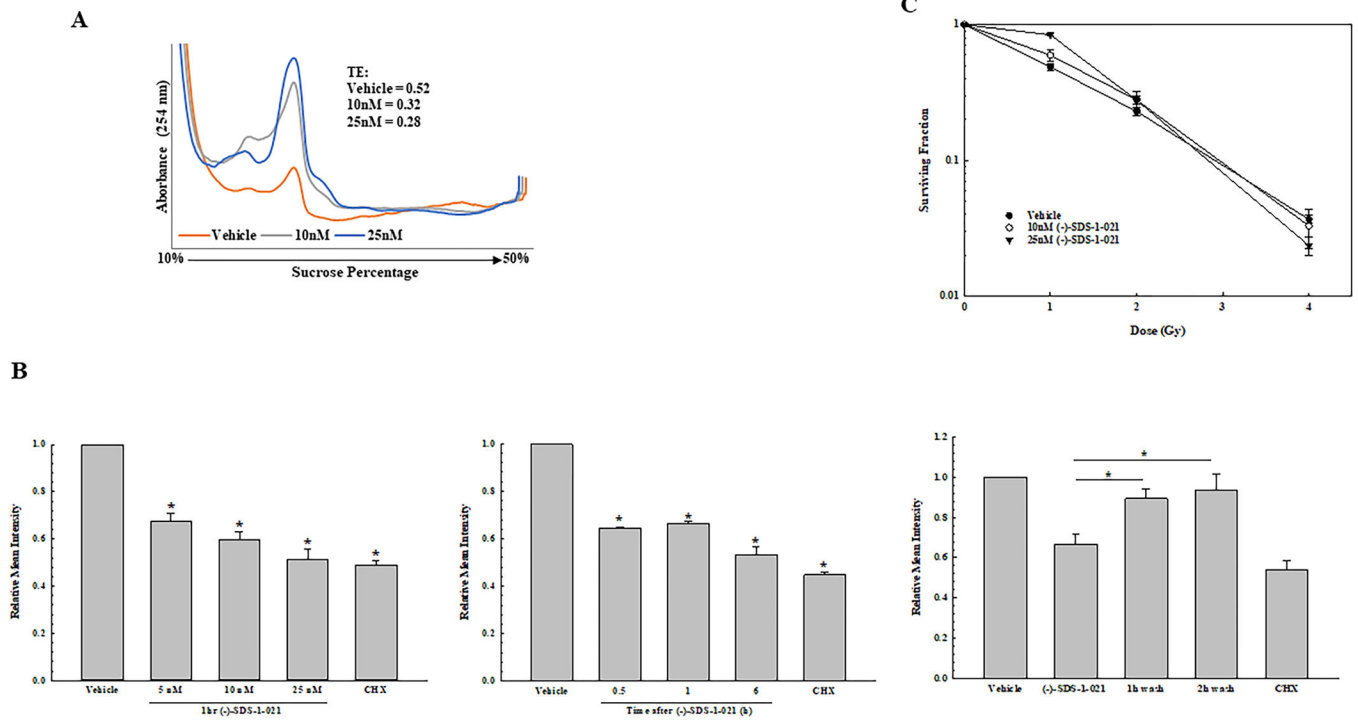 A
Absorbance (254 nm)
TE:
Vehicle = 0.52
10nM = 0.32
25nM = 0.28
Vehicle 10nM 25nM
10% 50%
Sucrose Percentage
C
Surviving Fraction
1
0.1
0.01
Vehicle
10nM (-)-SDS-1-021
25nM (-)-SDS-1-021
0 1 2 3 4
Dose (Gy)
B
Relative Mean Intensity
1.0
0.8
0.6
0.4
0.2
0.0
* * * *
Vehicle 5 nM 10 nM 25 nM CHX
1hr (-)-SDS-1-021
Relative Mean Intensity
1.0
0.8
0.6
0.4
0.2
0.0
* * * *
Vehicle 0.5 1 6 CHX
Time after (-)-SDS-1-021 (h)
Relative Mean Intensity
1.2
1.0
0.8
0.6
0.4
0.2
0.0
*
*
Vehicle (-)-SDS-1-021 1h wash 2h wash CHX